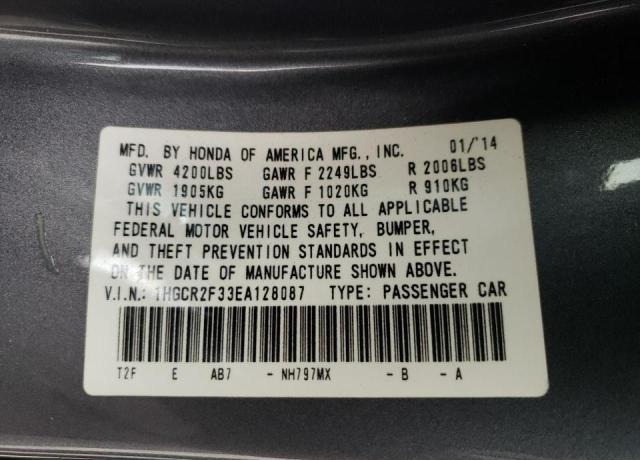 MFD. BY HONDA OF AMERICA MFG., INC. 01/'14
GVWR 4200LBS GAWR F 2249LBS R 2006LBS
GVWR 1905KG GAWR F 1020KG R 910KG
THIS VEHICLE CONFORMS TO ALL APPLICABLE
FEDERAL MOTOR VEHICLE SAFETY, BUMPER,
AND THEFT PREVENTION STANDARDS IN EFFECT
ON THE DATE OF MANUFACTURE SHOWN ABOVE.
V.I.N.: 1HGCR2F33EA128087 TYPE: PASSENGER CAR
T2F E AB7 - NH797MX - B - A